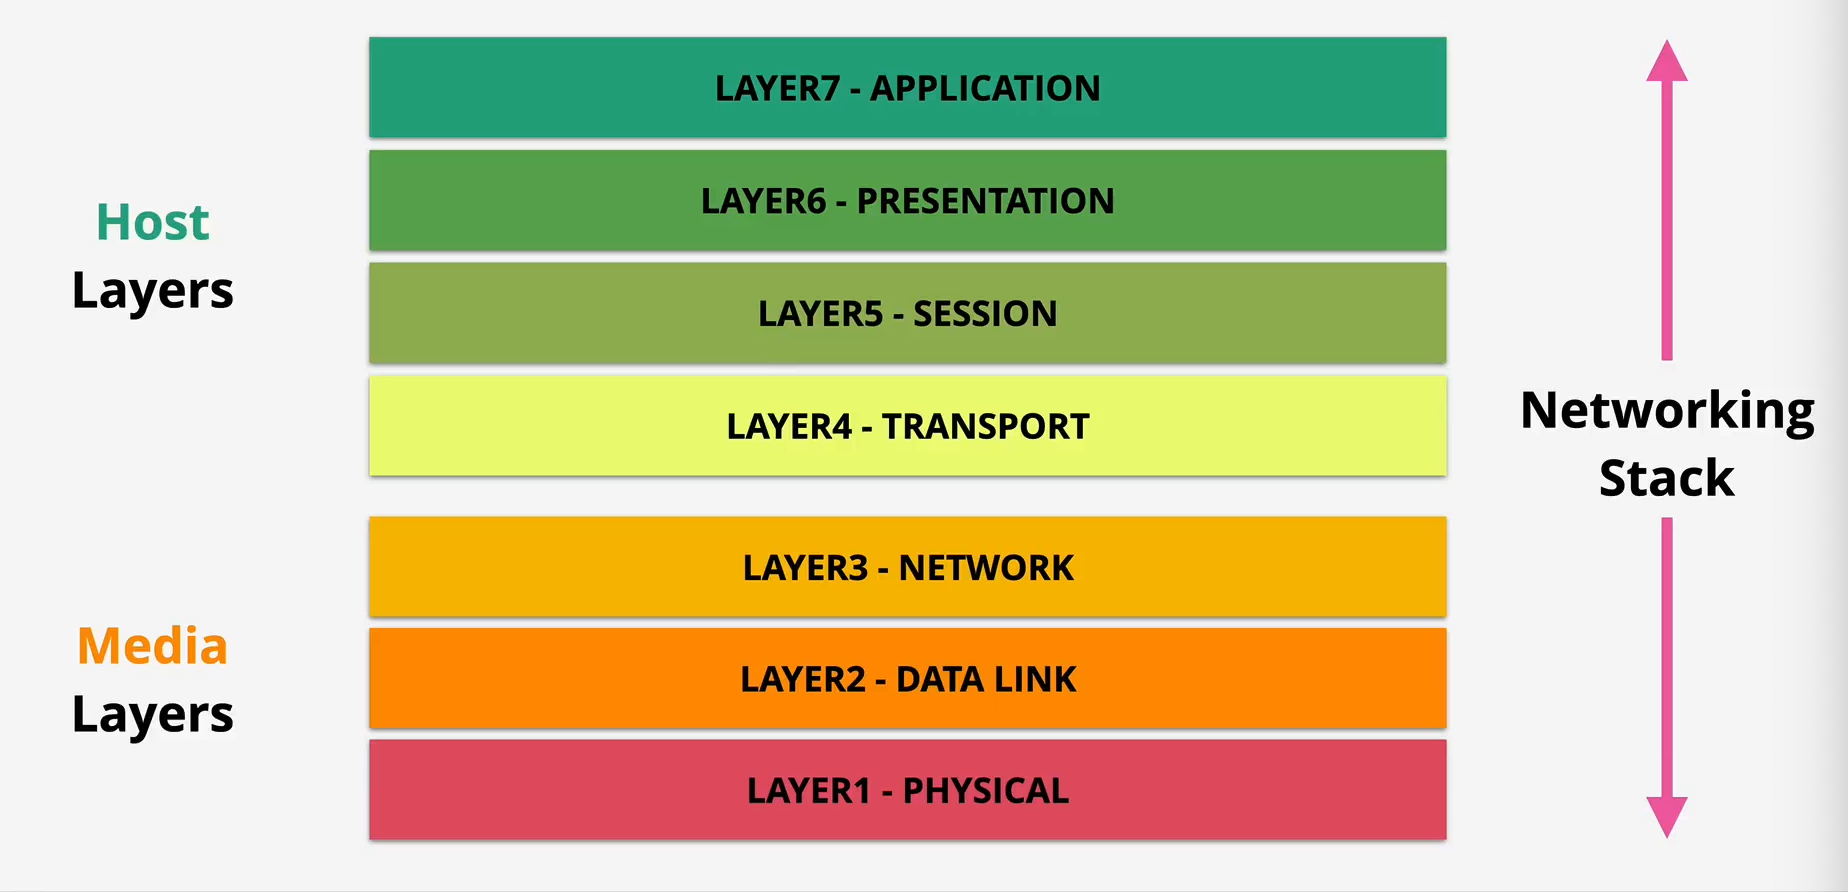 LAYER7 - APPLICATION
LAYER6 - PRESENTATION
Host
Layers
LAYER5 - SESSION
LAYER4 - TRANSPORT
Networking
Stack
LAYER3 - NETWORK
Media
Layers
LAYER2 - DATA LINK
LAYER1 - PHYSICAL